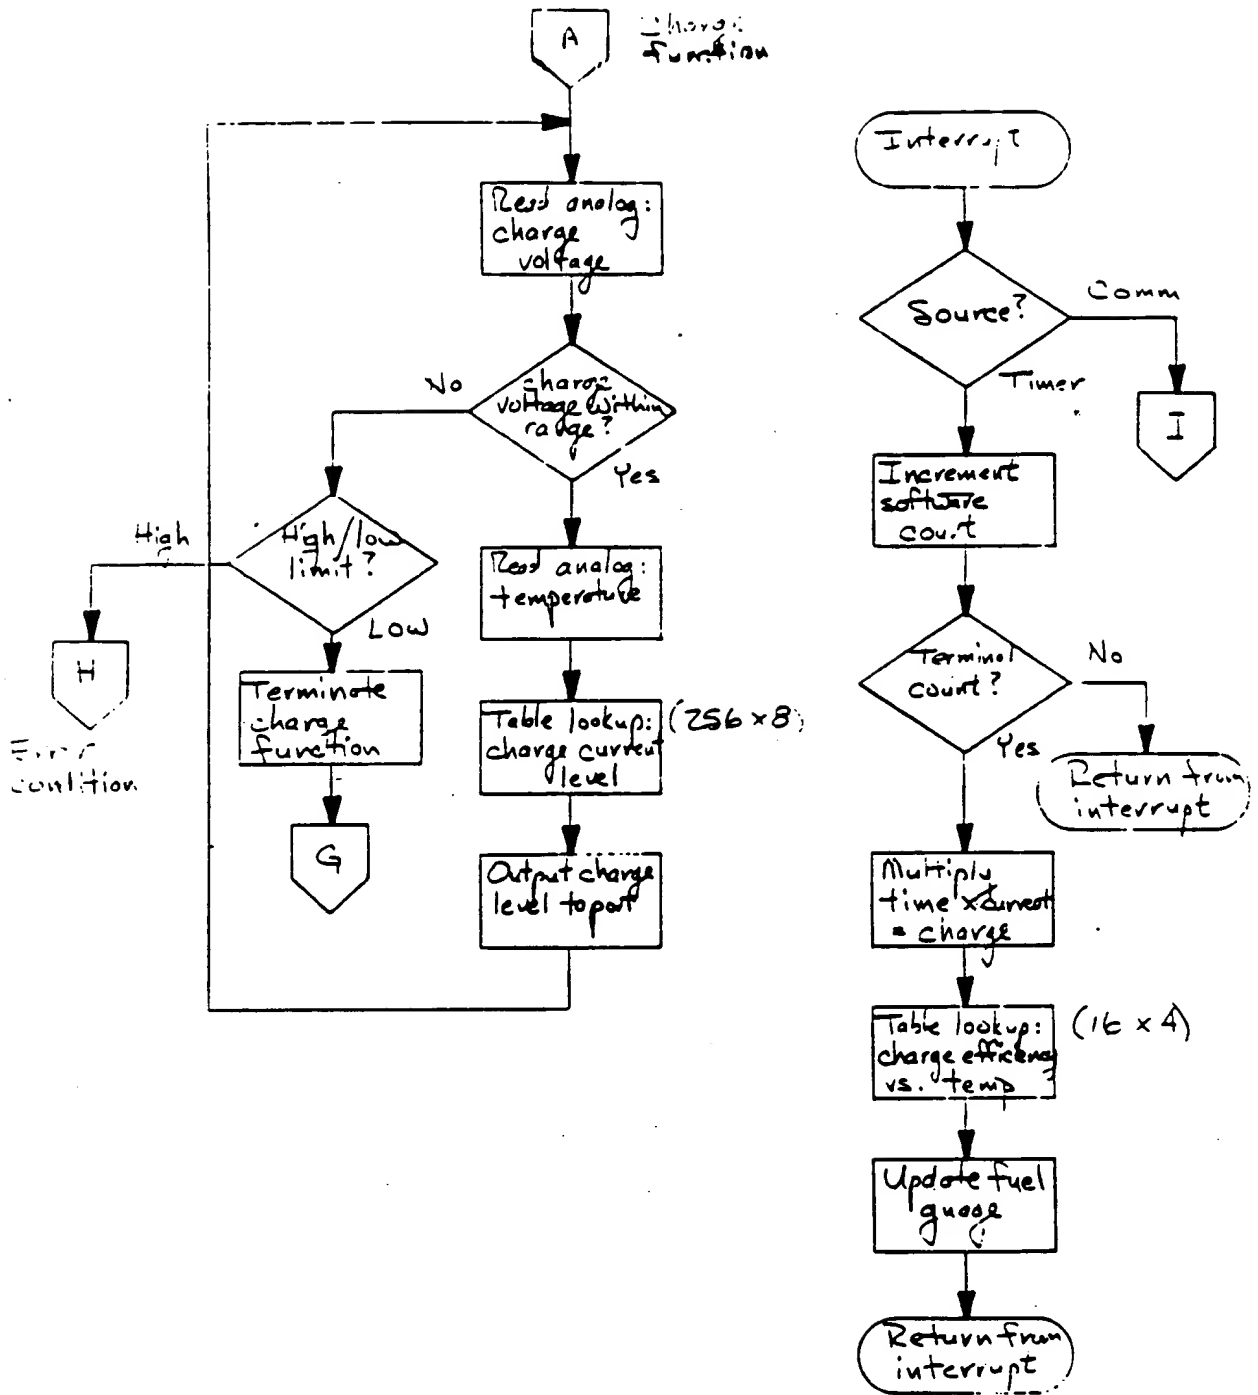 A
Charge
function
Read analog:
charge
voltage
charge
voltage within
range?
No
Yes
High/low
limit?
High
Low
H
Error
condition
Terminate
charge
function
G
Read analog:
temperature
Table lookup:
charge current
level
(256 x 8)
Output charge
level to port
Interrupt
Source?
Comm
Timer
I
Increment
software
count
Terminal
count?
No
Yes
Return from
interrupt
Multiply
time x current
= charge
Table lookup:
charge efficiency
vs. temp
(16 x 4)
Update fuel
guage
Return from
interrupt